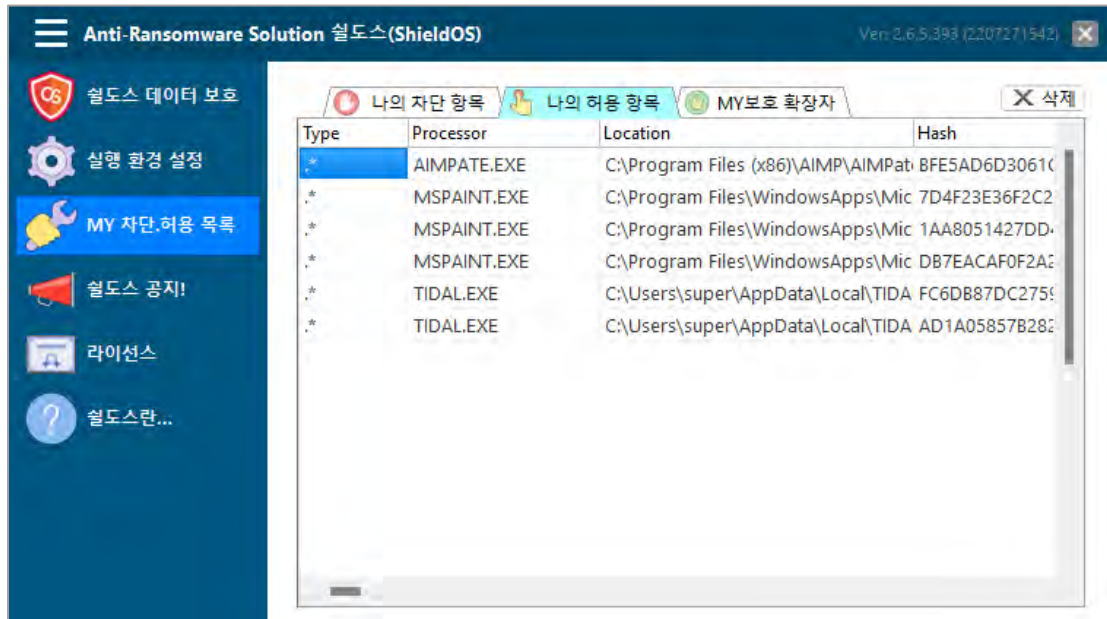 Anti-Ransomware Solution 쉴도스(ShieldOS)
Ver: 2.6.5.393 (2207271542)
쉴도스 데이터 보호
실행 환경 설정
MY 차단.허용 목록
쉴도스 공지!
라이선스
쉴도스란...
나의 차단 항목 나의 허용 항목 MY보호 확장자 삭제
Type Processor Location Hash
.* AIMPATE.EXE C:\Program Files (x86)\AIMP\AIMPat BFE5AD6D3061
.* MSPAINT.EXE C:\Program Files\WindowsApps\Mic 7D4F23E36F2C2
.* MSPAINT.EXE C:\Program Files\WindowsApps\Mic 1AA8051427DD
.* MSPAINT.EXE C:\Program Files\WindowsApps\Mic DB7EACAF0F2A2
.* TIDAL.EXE C:\Users\super\AppData\Local\TIDA FC6DB87DC275
.* TIDAL.EXE C:\Users\super\AppData\Local\TIDA AD1A05857B282